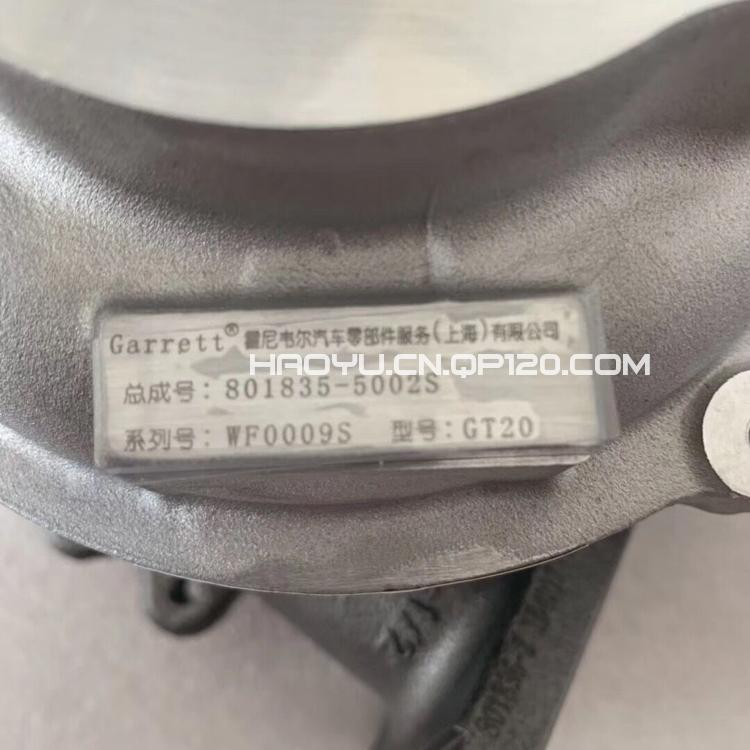 Garrett® 霍尼韦尔汽车零部件服务(上海)有限公司
HAOYU.CN.QP120.COM
总成号: 801835-5002S
系列号: WF0009S 型号: GT20